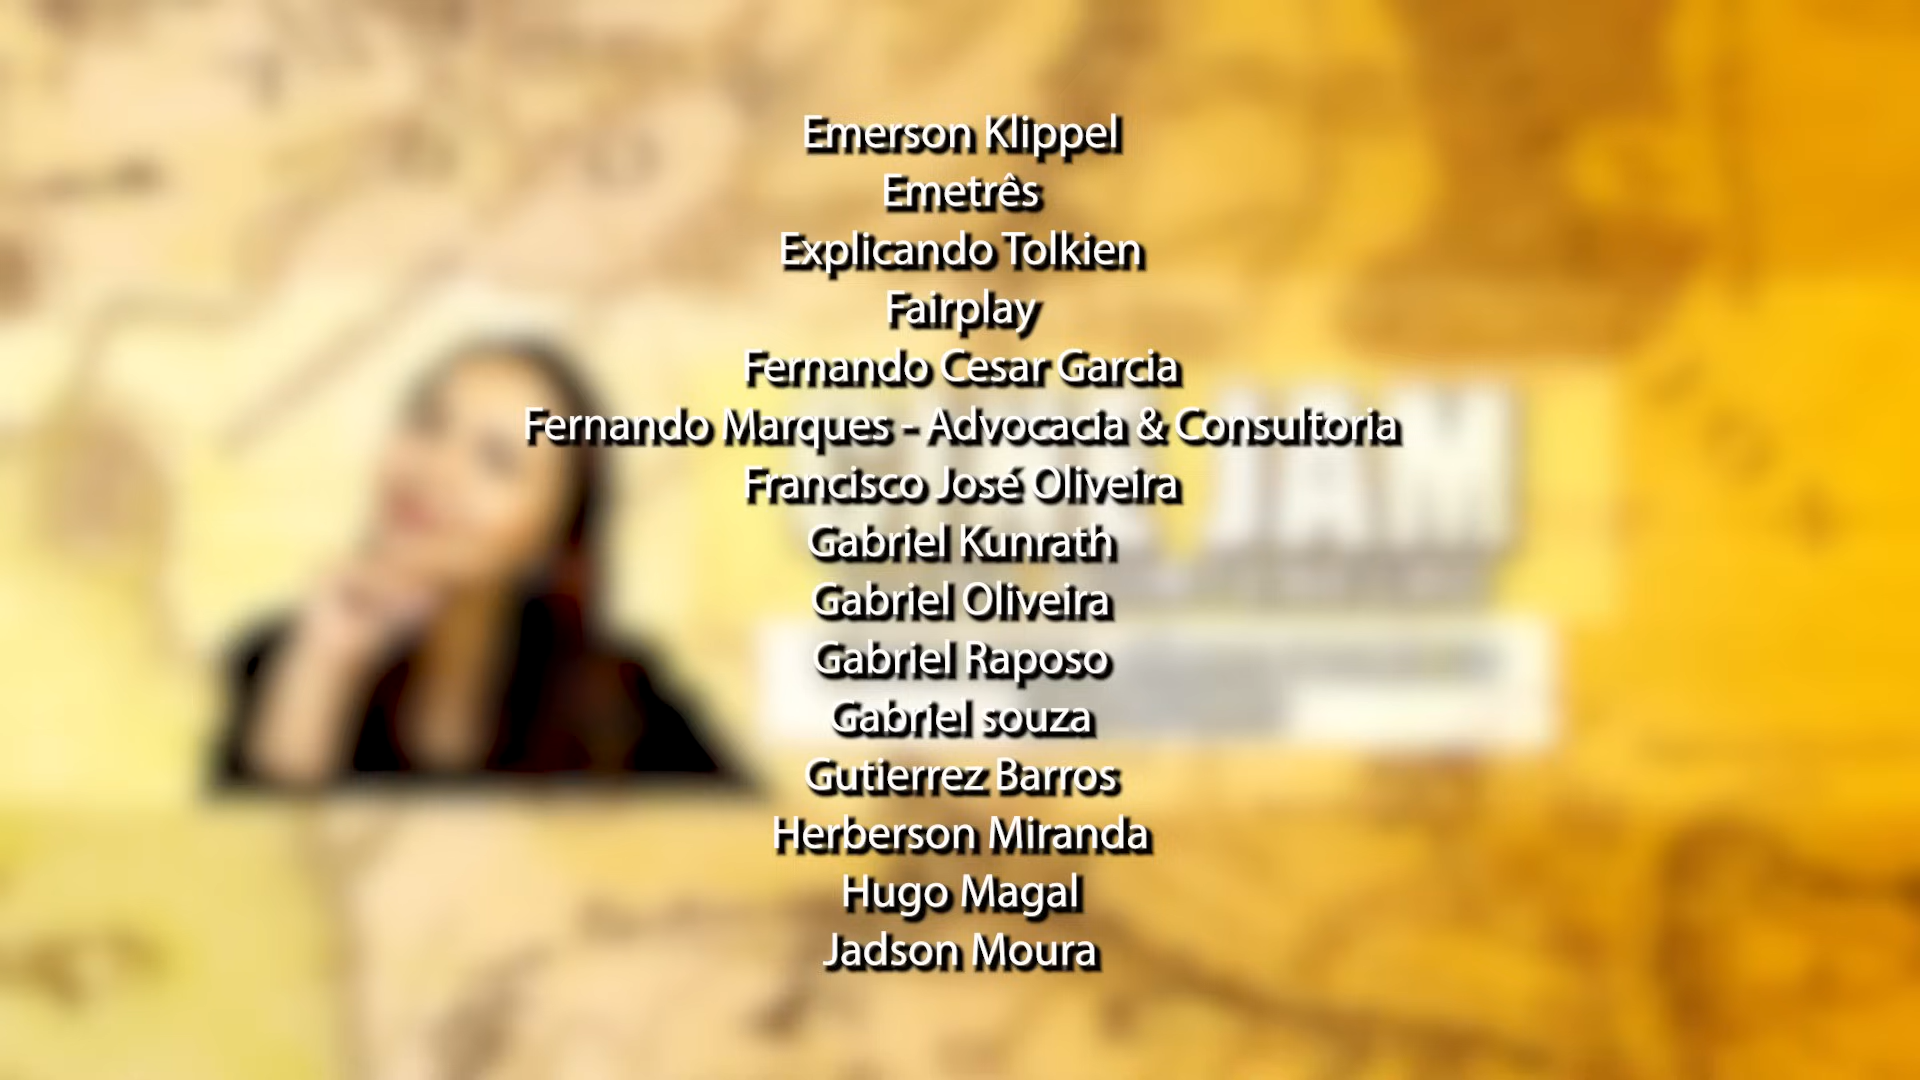 Emerson Klippel
Emetrês
Explicando Tolkien
Fairplay
Fernando Cesar Garcia
Fernando Marques - Advocacia & Consultoria
Francisco José Oliveira
Gabriel Kunrath
Gabriel Oliveira
Gabriel Raposo
Gabriel souza
Gutierrez Barros
Herberson Miranda
Hugo Magal
Jadson Moura
JAM